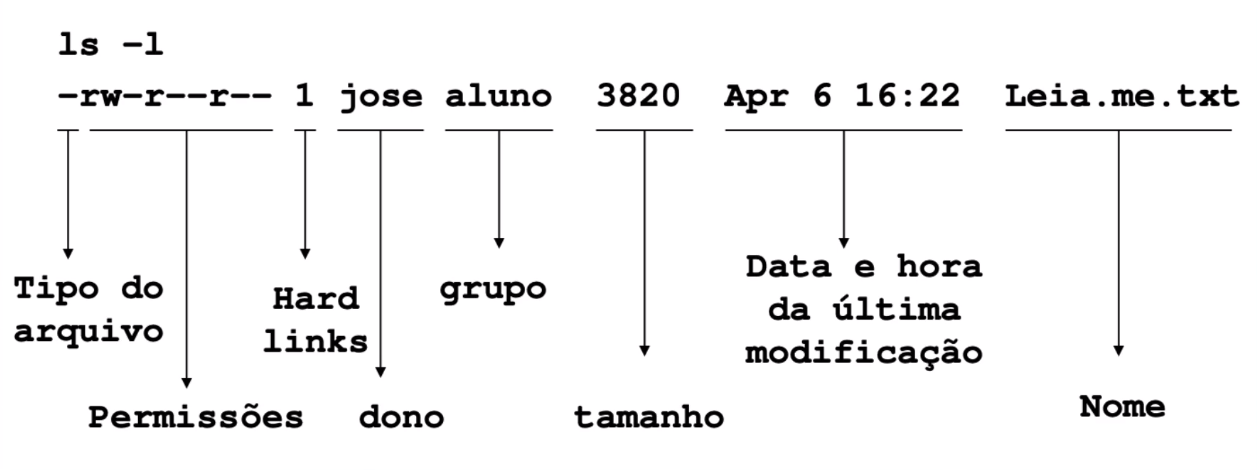 ls -l
-rw-r--r-- 1 jose aluno 3820 Apr 6 16:22 Leia.me.txt
Tipo do
arquivo
Permissões
Hard
links
dono
grupo
tamanho
Data e hora
da última
modificação
Nome